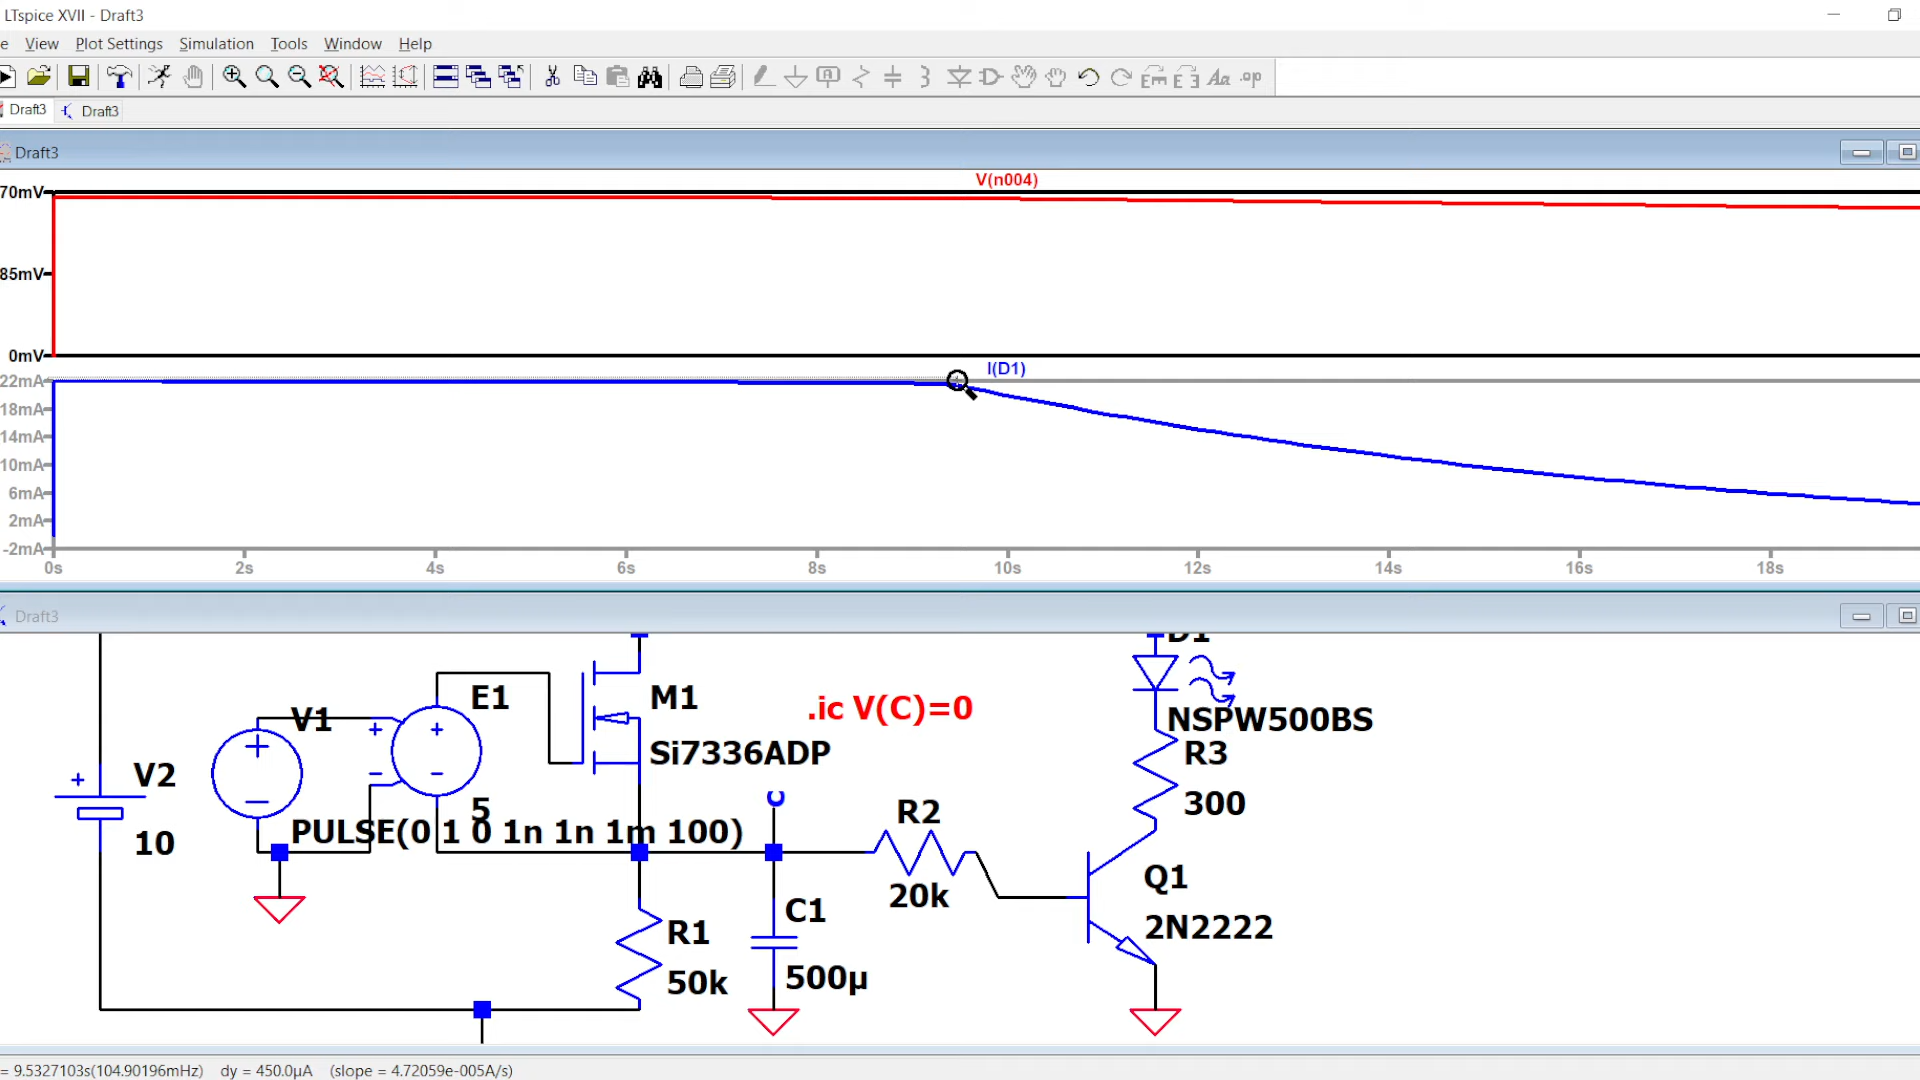 LTspice XVII - Draft3
e View Plot Settings Simulation Tools Window Help
Draft3 Draft3
Draft3
V(n004)
70mV
85mV
0mV
I(D1)
22mA
18mA
14mA
10mA
6mA
2mA
-2mA
0s 2s 4s 6s 8s 10s 12s 14s 16s 18s
Draft3
D1
E1
M1
.ic V(C)=0
V1
NSPW500BS
Si7336ADP
R3
V2
C
300
5
R2
PULSE(0 1 0 1n 1n 1m 100)
10
Q1
20k
C1
2N2222
R1
50k
500µ
= 9.5327103s(104.90196mHz) dy = 450.0µA (slope = 4.72059e-005A/s)